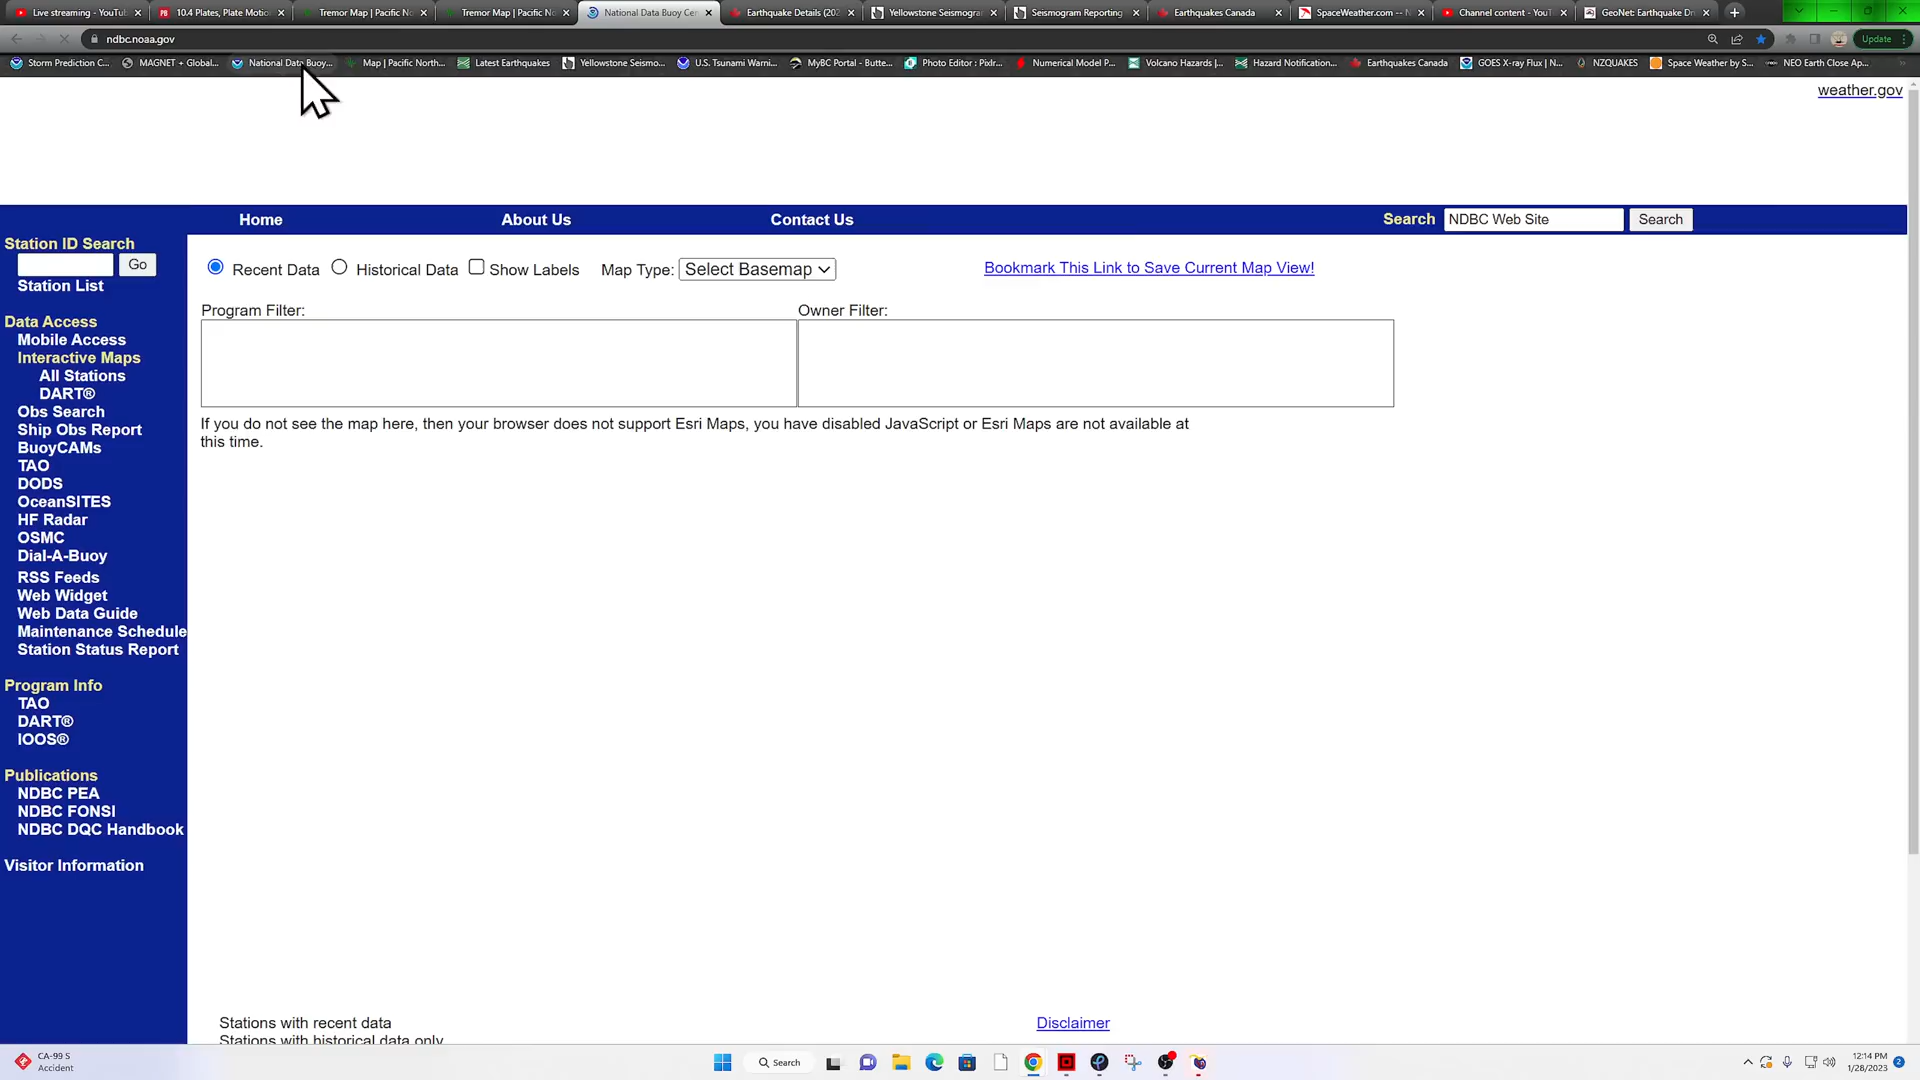 Live streaming - YouTub
10.4 Plates, Plate Motio
Tremor Map | Pacific No
Tremor Map | Pacific No
National Data Buoy Cen
Earthquake Details (202
Yellowstone Seismogra
Seismogram Reporting
Earthquakes Canada
SpaceWeather.com -- N
Channel content - YouT
GeoNet: Earthquake Dr
ndbc.noaa.gov
Update
Storm Prediction C...
MAGNET + Global...
National Data Buoy...
Map | Pacific North...
Latest Earthquakes
Yellowstone Seismo...
U.S. Tsunami Warni...
MyBC Portal - Butte...
Photo Editor : Pixlr...
Numerical Model P...
Volcano Hazards |...
Hazard Notification...
Earthquakes Canada
GOES X-ray Flux | N...
NZQUAKES
Space Weather by S...
NEO Earth Close Ap...
weather.gov
Home
About Us
Contact Us
Search
NDBC Web Site
Search
Station ID Search
Go
Station List
Data Access
Mobile Access
Interactive Maps
All Stations
DART®
Obs Search
Ship Obs Report
BuoyCAMs
TAO
DODS
OceanSITES
HF Radar
OSMC
Dial-A-Buoy
RSS Feeds
Web Widget
Web Data Guide
Maintenance Schedule
Station Status Report
Program Info
TAO
DART®
IOOS®
Publications
NDBC PEA
NDBC FONSI
NDBC DQC Handbook
Visitor Information
Recent Data
Historical Data
Show Labels
Map Type:
Select Basemap
Bookmark This Link to Save Current Map View!
Program Filter:
Owner Filter:
If you do not see the map here, then your browser does not support Esri Maps, you have disabled JavaScript or Esri Maps are not available at
this time.
Stations with recent data
Disclaimer
Stations with historical data only
CA-99 S
Accident
Search
12:14 PM
1/28/2023
2